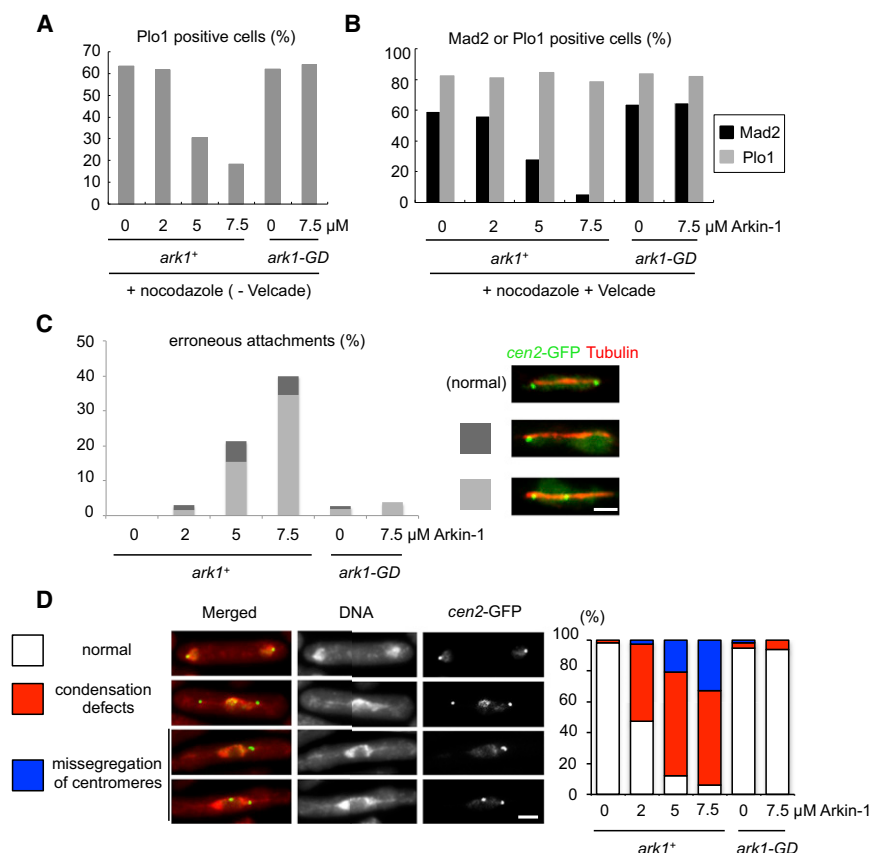 A
Plo1 positive cells (%)
70
60
50
40
30
20
10
0
0 2 5 7.5 0 7.5 μM
ark1+ ark1-GD
+ nocodazole ( - Velcade)
B
Mad2 or Plo1 positive cells (%)
100
80
60
40
20
0
Mad2
Plo1
0 2 5 7.5 0 7.5 μM Arkin-1
ark1+ ark1-GD
+ nocodazole + Velcade
C
erroneous attachments (%)
50
40
30
20
10
0
0 2 5 7.5 0 7.5 μM Arkin-1
ark1+ ark1-GD
cen2-GFP Tubulin
(normal)
D
Merged DNA cen2-GFP
normal
condensation
defects
missegregation
of centromeres
(%)
100
80
60
40
20
0
0 2 5 7.5 0 7.5 μM Arkin-1
ark1+ ark1-GD